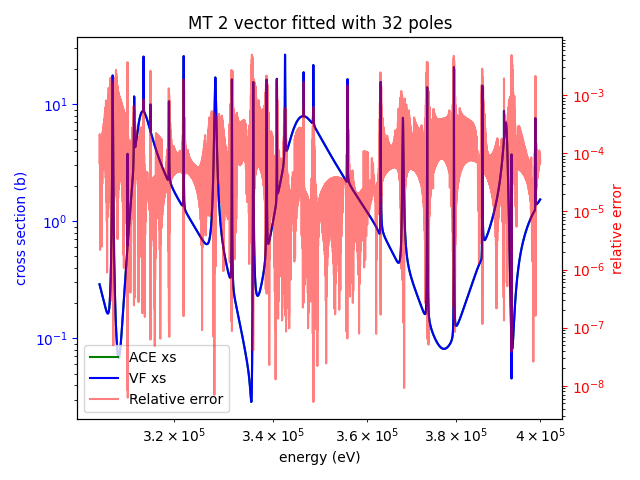 MT 2 vector fitted with 32 poles
cross section (b)
10¹
10⁰
10⁻¹
10⁻³
10⁻⁴
10⁻⁵
10⁻⁶
10⁻⁷
10⁻⁸
relative error
ACE xs
VF xs
Relative error
3.2 × 10⁵ 3.4 × 10⁵ 3.6 × 10⁵ 3.8 × 10⁵ 4 × 10⁵
energy (eV)